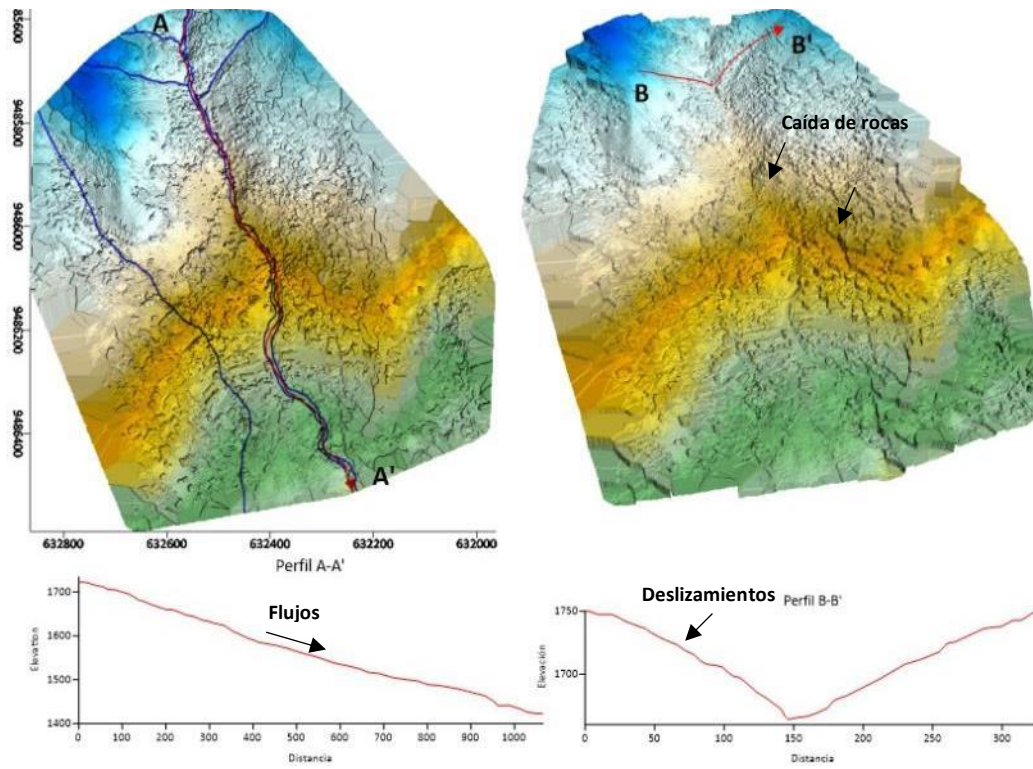 855600
A
9485800
9486000
9486200
9486400
A'
632800 632600 632400 632200 632000
B
B'
Caída de rocas
Perfil A-A'
Elevation
1700
1600
1500
1400
Flujos
0 100 200 300 400 500 600 700 800 900 1000
Distancia
Deslizamientos
Perfil B-B'
Elevación
1750
1700
0 50 100 150 200 250 300
Distancia